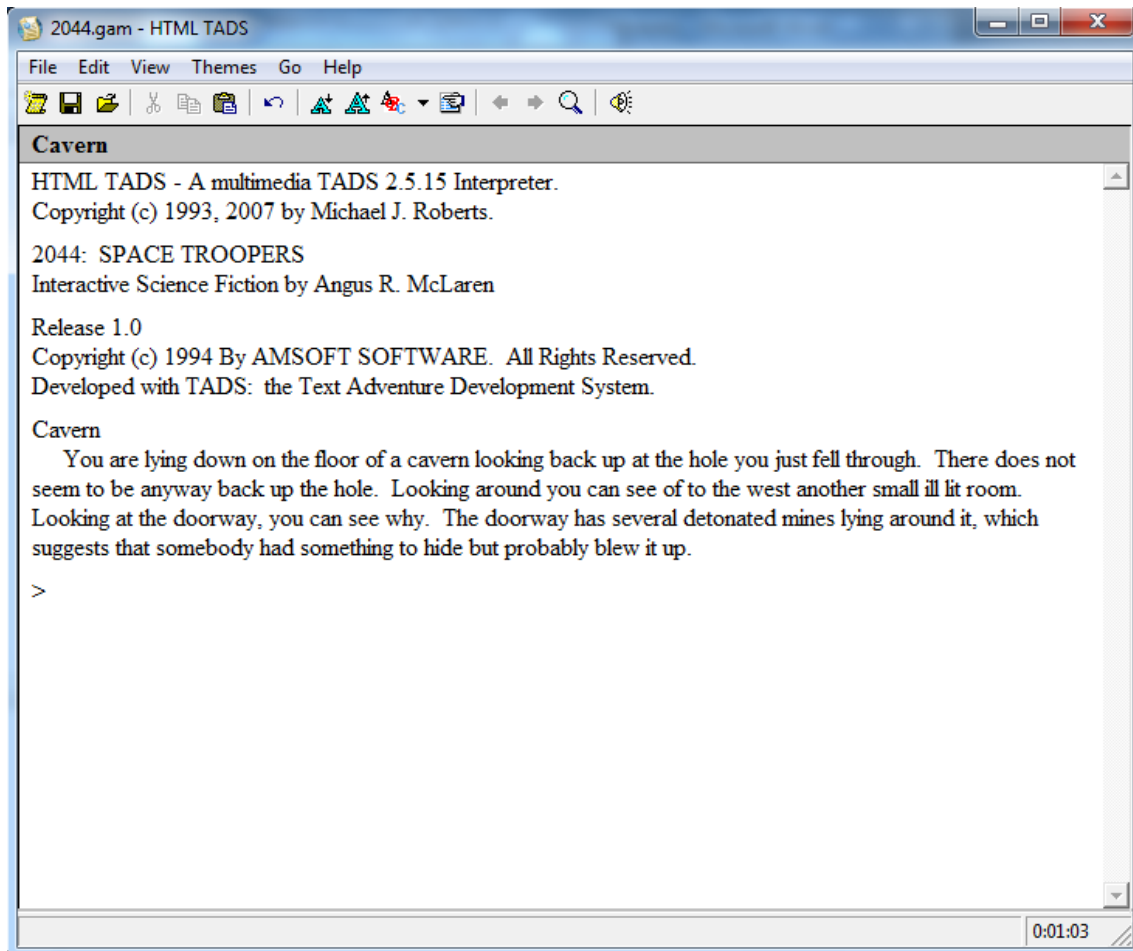 2044.gam - HTML TADS
File Edit View Themes Go Help
Cavern
HTML TADS - A multimedia TADS 2.5.15 Interpreter.
Copyright (c) 1993, 2007 by Michael J. Roberts.
2044: SPACE TROOPERS
Interactive Science Fiction by Angus R. McLaren
Release 1.0
Copyright (c) 1994 By AMSOFT SOFTWARE. All Rights Reserved.
Developed with TADS: the Text Adventure Development System.
Cavern
You are lying down on the floor of a cavern looking back up at the hole you just fell through. There does not
seem to be anyway back up the hole. Looking around you can see of to the west another small ill lit room.
Looking at the doorway, you can see why. The doorway has several detonated mines lying around it, which
suggests that somebody had something to hide but probably blew it up.
>
0:01:03